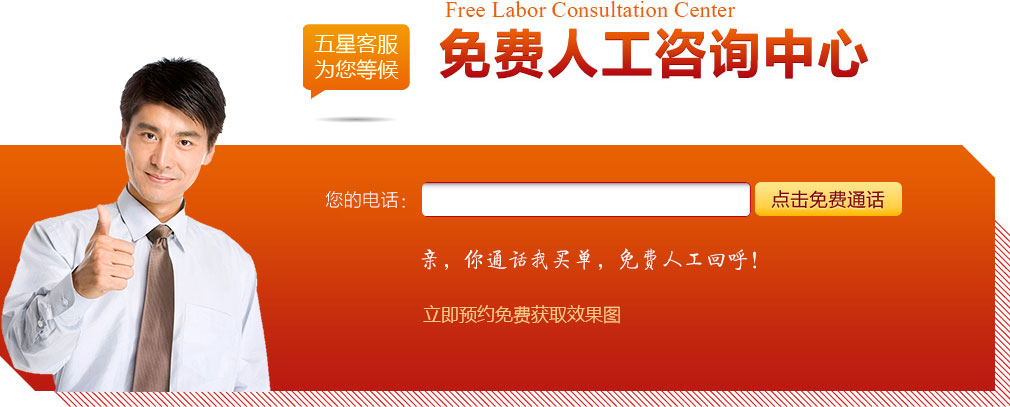 Free Labor Consultation Center
五星客服
为您等候
免费人工咨询中心
您的电话：
点击免费通话
亲，你通话我买单，免费人工回呼！
立即预约免费获取效果图